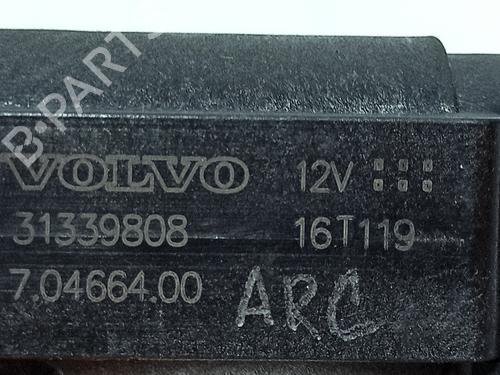 B-PARTS
VOLVO 12V
31339808 16T119
7.04664.00 ARC